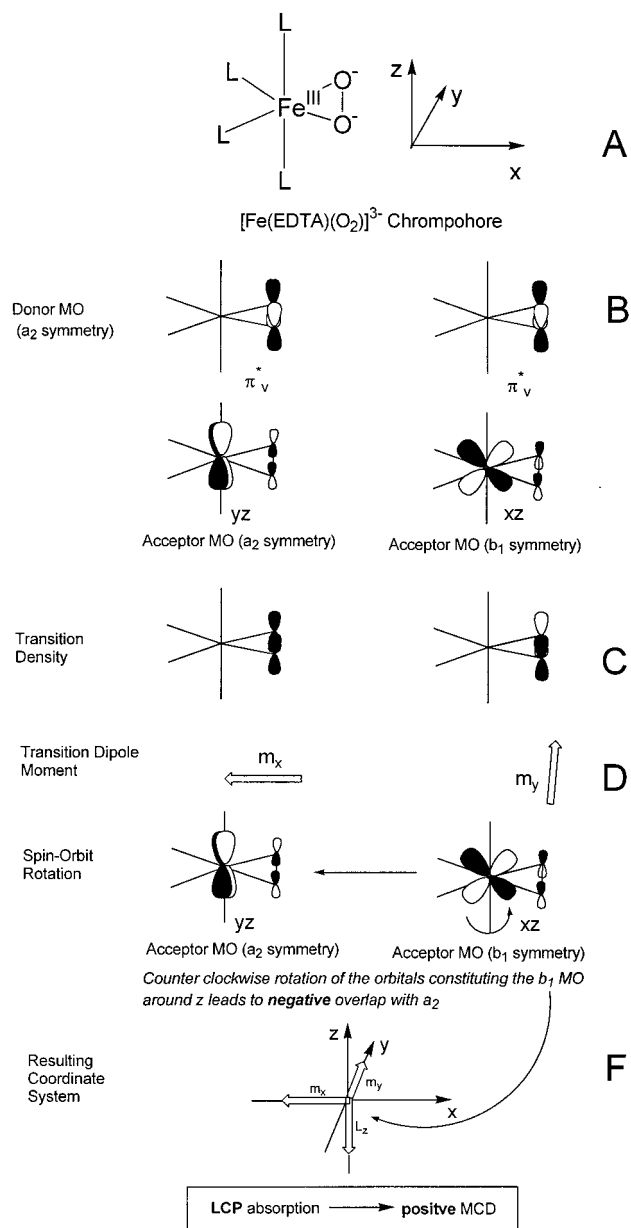 L
L
L
L
Fe
III
O-
O-
z
y
x
A
[Fe(EDTA)(O2)]3- Chrompohore
Donor MO
(a2 symmetry)
B
π*v
π*v
yz
xz
Acceptor MO (a2 symmetry)
Acceptor MO (b1 symmetry)
Transition
Density
C
Transition Dipole
Moment
mx
my
D
Spin-Orbit
Rotation
yz
xz
Acceptor MO (a2 symmetry)
Acceptor MO (b1 symmetry)
Counter clockwise rotation of the orbitals constituting the b1 MO
around z leads to negative overlap with a2
Resulting
Coordinate
System
z
y
mx
my
x
Lz
F
LCP absorption positve MCD